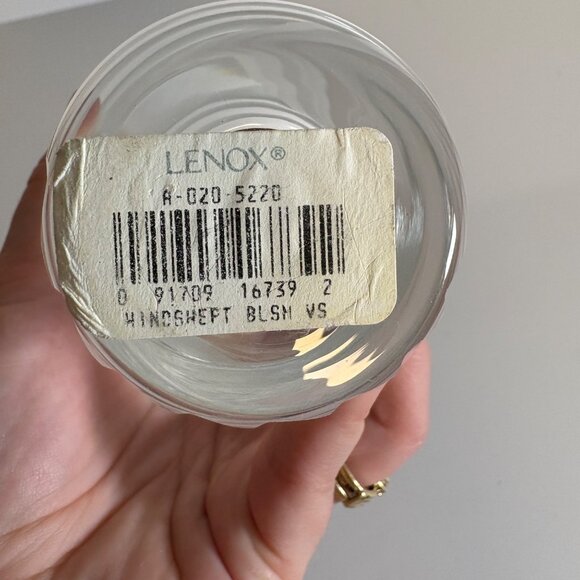 LENOX®
A-020-5220
0 91709 16739 2
WINDSWEPT BLSM VS